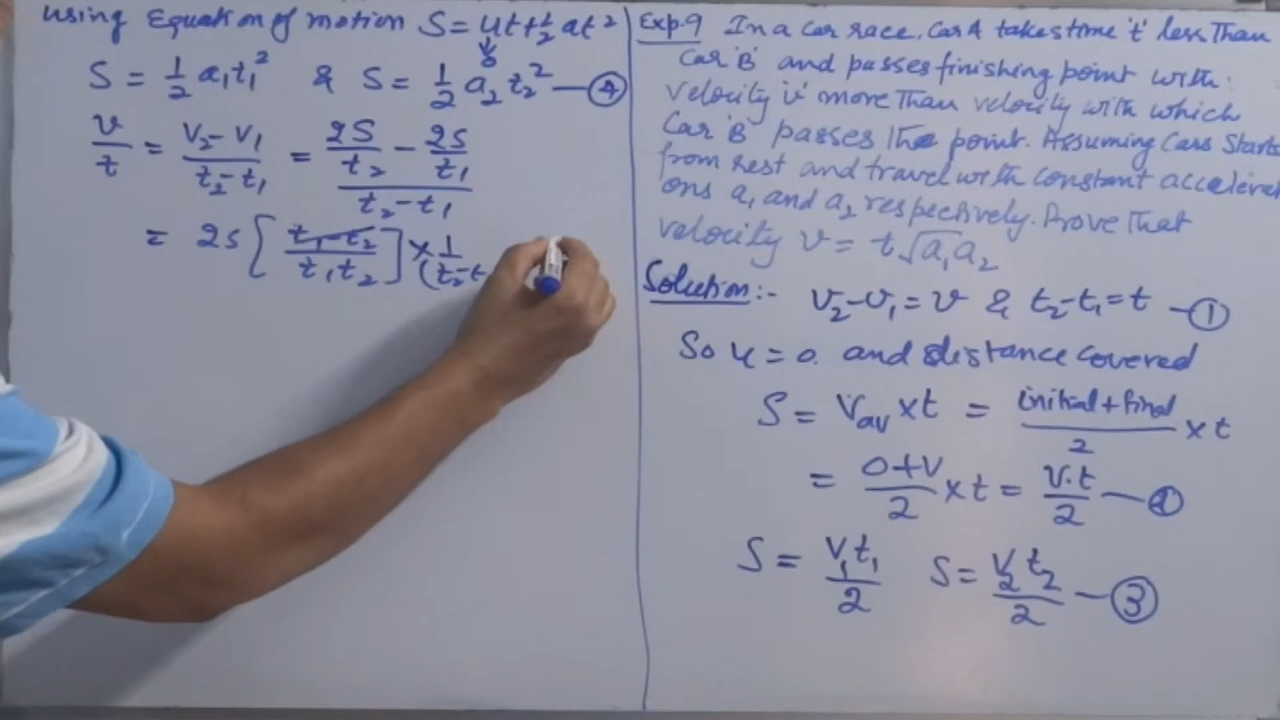 Using Equation of motion S = ut + 1/2 at²
↓
0
S = 1/2 a₁t₁² & S = 1/2 a₂ t₂² — ④
v/t = (V₂ - V₁)/(t₂ - t₁) = (2S/t₂ - 2S/t₁)/(t₂ - t₁)
= 2s [(t₁ - t₂)/(t₁t₂)] × 1/(t₂ - t
Exp.9 In a car race, Car A takes time 't' less Than
Car 'B' and passes finishing point with
velocity 'v' more Than velocity with which
Car 'B' passes the point. Assuming Cars Starts
from rest and travel with constant accelerati
ons a₁ and a₂ respectively. Prove that
velocity v = t√a₁a₂
Solution :- V₂ - V₁ = v & t₂ - t₁ = t — ①
So u = 0. and distance covered
S = Vav × t = (initial + final)/2 × t
= (0 + V)/2 × t = V.t/2 — ②
S = V₁t₁/2 S = V₂t₂/2 — ③